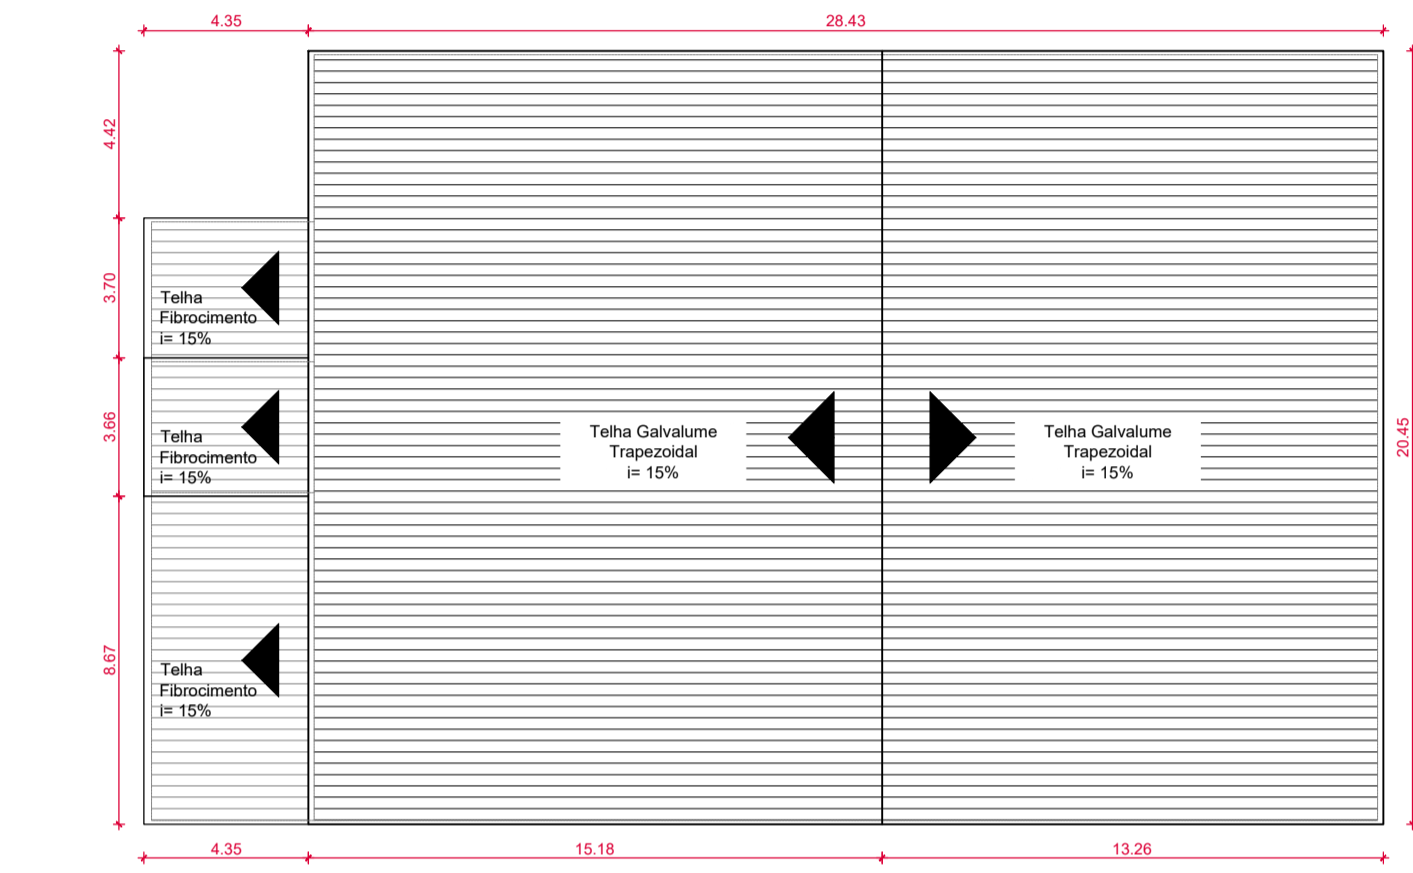 4.35
28.43
4.42
3.70
Telha
Fibrocimento
i= 15%
3.66
Telha
Fibrocimento
i= 15%
Telha Galvalume
Trapezoidal
i= 15%
Telha Galvalume
Trapezoidal
i= 15%
20.45
8.67
Telha
Fibrocimento
i= 15%
4.35
15.18
13.26